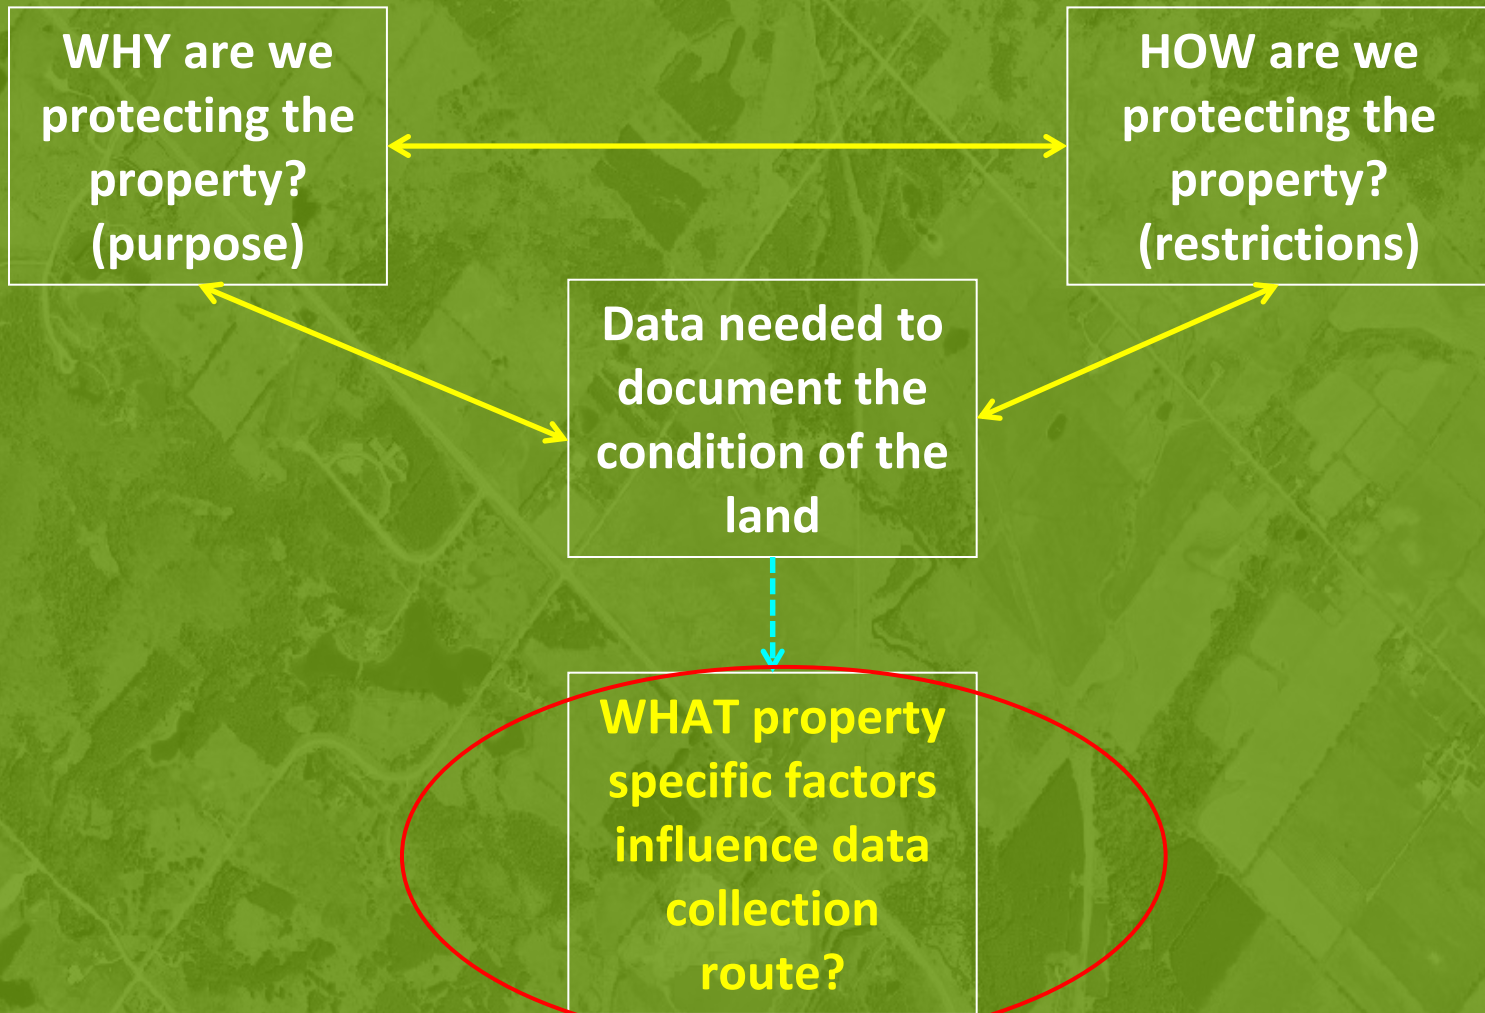 WHY are we
protecting the
property?
(purpose)
HOW are we
protecting the
property?
(restrictions)
Data needed to
document the
condition of the
land
WHAT property
specific factors
influence data
collection
route?